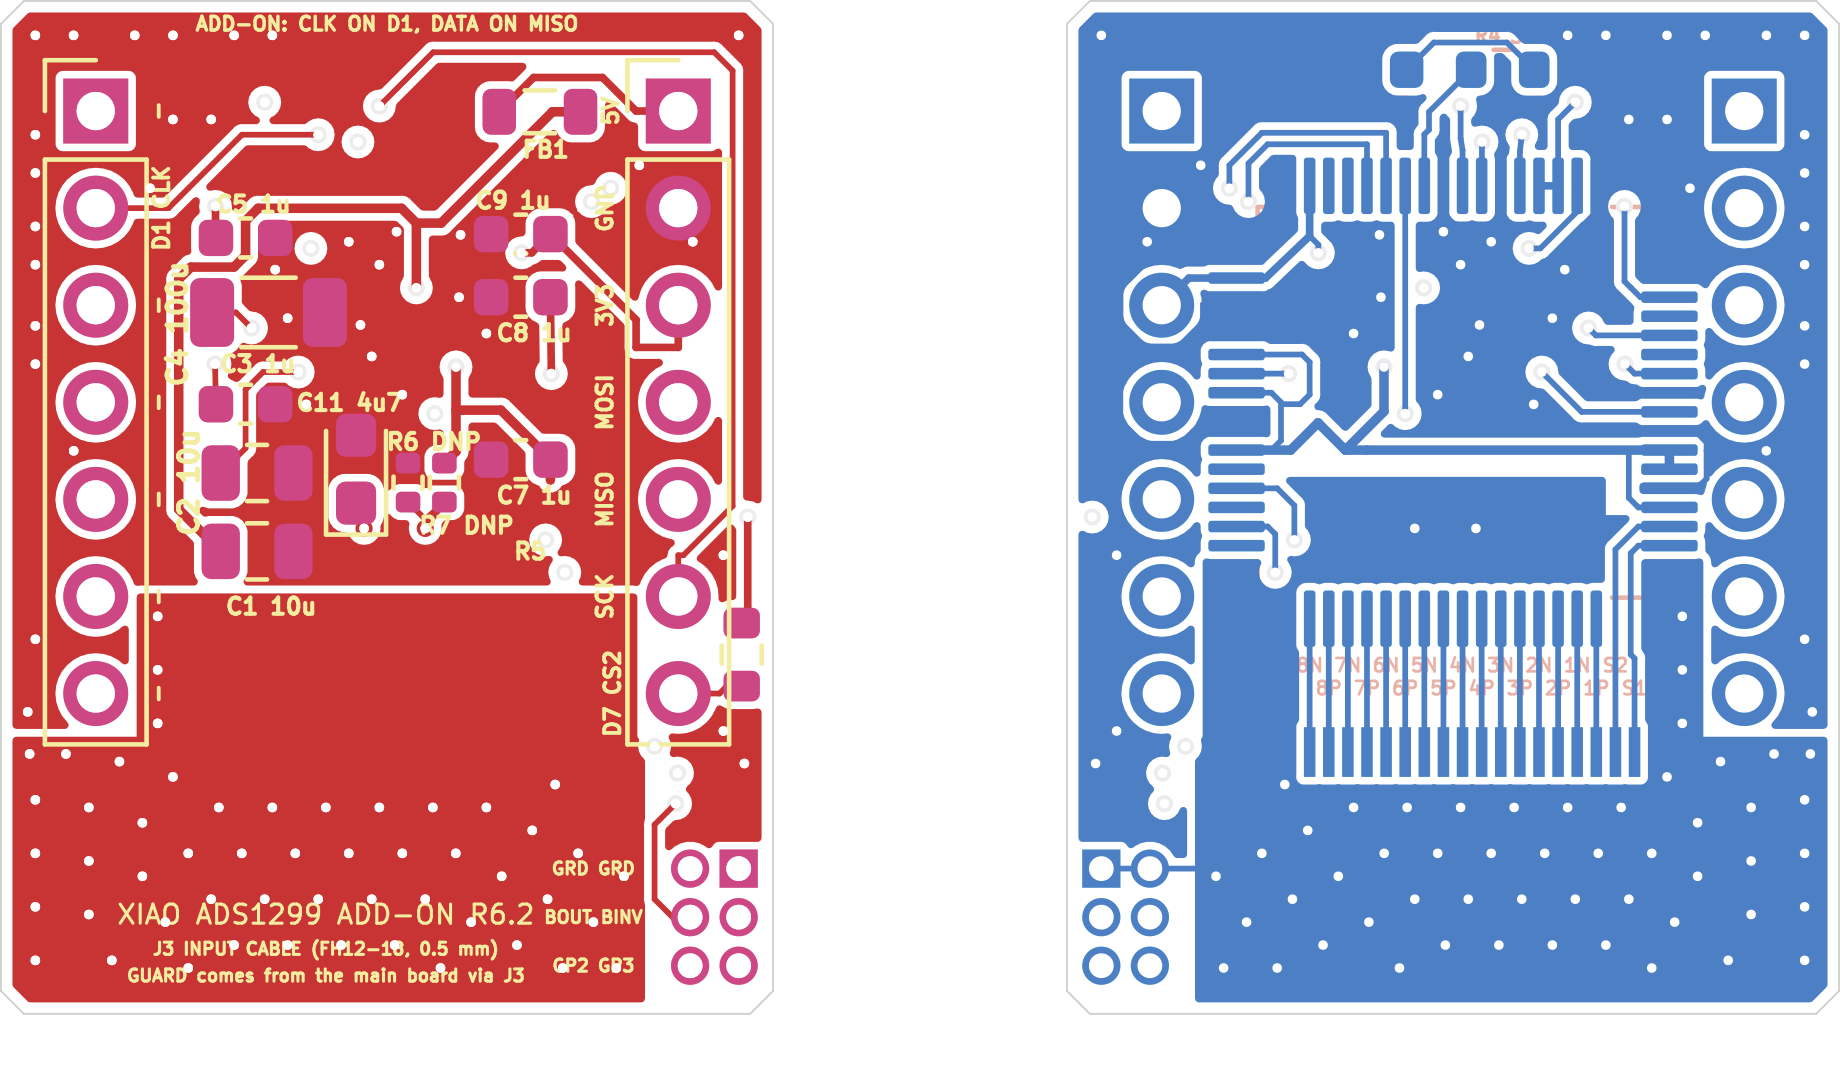 ADD-ON: CLK ON D1, DATA ON MISO
R4
5V
FB1
D1 CLK
C5 1u
C9 1u
GND
C4 100u
3V3
C8 1u
C3 1u
C11 4u7
MOSI
R6 DNP
C2 10u
C7 1u
MISO
R7 DNP
R5
C1 10u
SCK
8N 7N 6N 5N 4N 3N 2N 1N S2
8P 7P 6P 5P 4P 3P 2P 1P S1
D7 CS2
GRD GRD
XIAO ADS1299 ADD-ON R6.2
BOUT BINV
J3 INPUT CABLE (FH12-18, 0.5 mm)
GP2 GP3
GUARD comes from the main board via J3